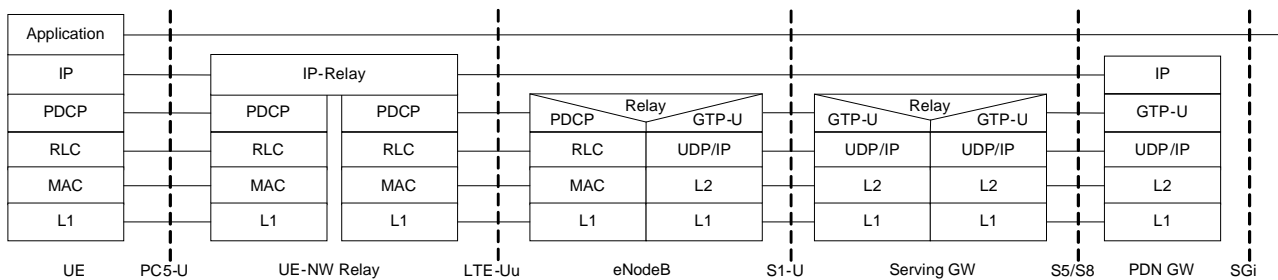 Application
IP IP-Relay IP
PDCP PDCP PDCP Relay PDCP GTP-U Relay GTP-U GTP-U GTP-U
RLC RLC RLC RLC UDP/IP UDP/IP UDP/IP UDP/IP
MAC MAC MAC MAC L2 L2 L2 L2
L1 L1 L1 L1 L1 L1 L1 L1
UE PC5-U UE-NW Relay LTE-Uu eNodeB S1-U Serving GW S5/S8 PDN GW SGi